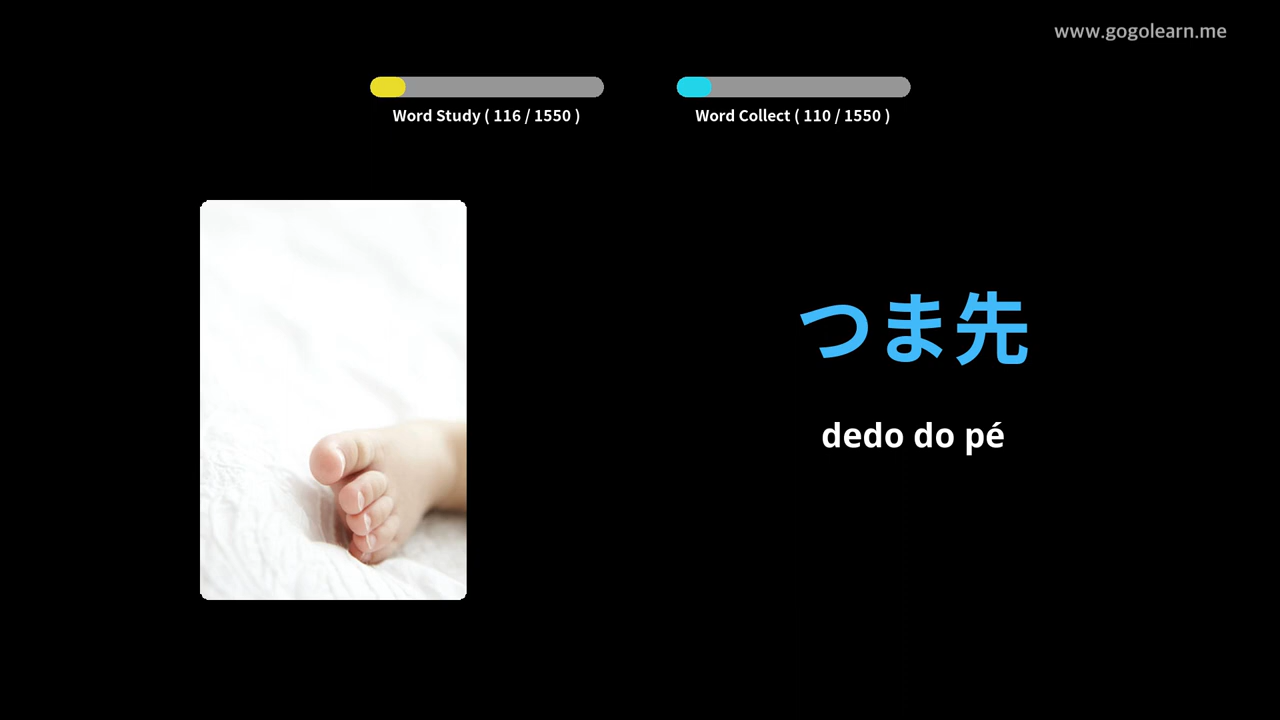 www.gogolearn.me
Word Study ( 116 / 1550 )
Word Collect ( 110 / 1550 )
つま先
dedo do pé